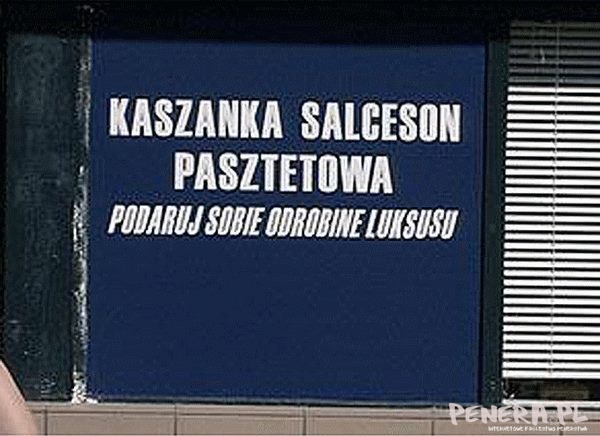 KASZANKA SALCESON
PASZTETOWA
PODARUJ SOBIE ODROBINE LUKSUSU
PENERA.PL